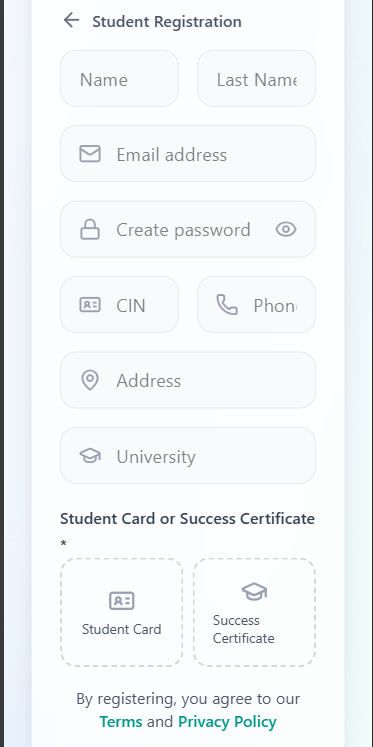 Student Registration
Name
Last Name
Email address
Create password
CIN
Phon
Address
University
Student Card or Success Certificate
*
Student Card
Success
Certificate
By registering, you agree to our
Terms and Privacy Policy